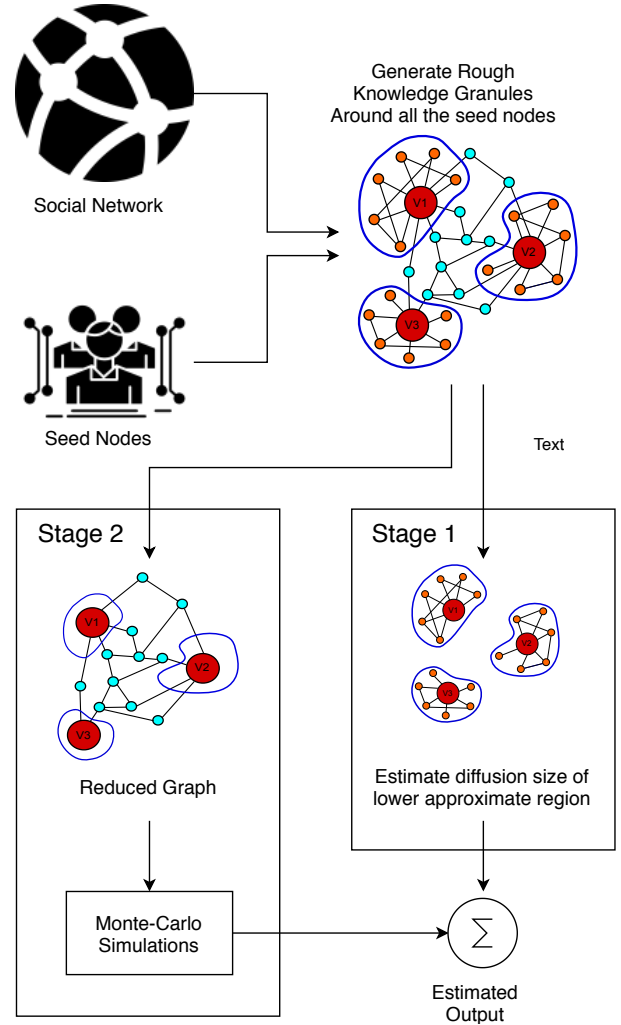 Social Network
Generate Rough
Knowledge Granules
Around all the seed nodes
V1
V2
V3
Seed Nodes
Text
Stage 2
V1
V2
V3
Reduced Graph
Monte-Carlo
Simulations
Stage 1
V1
V2
V3
Estimate diffusion size of
lower approximate region
Σ
Estimated
Output